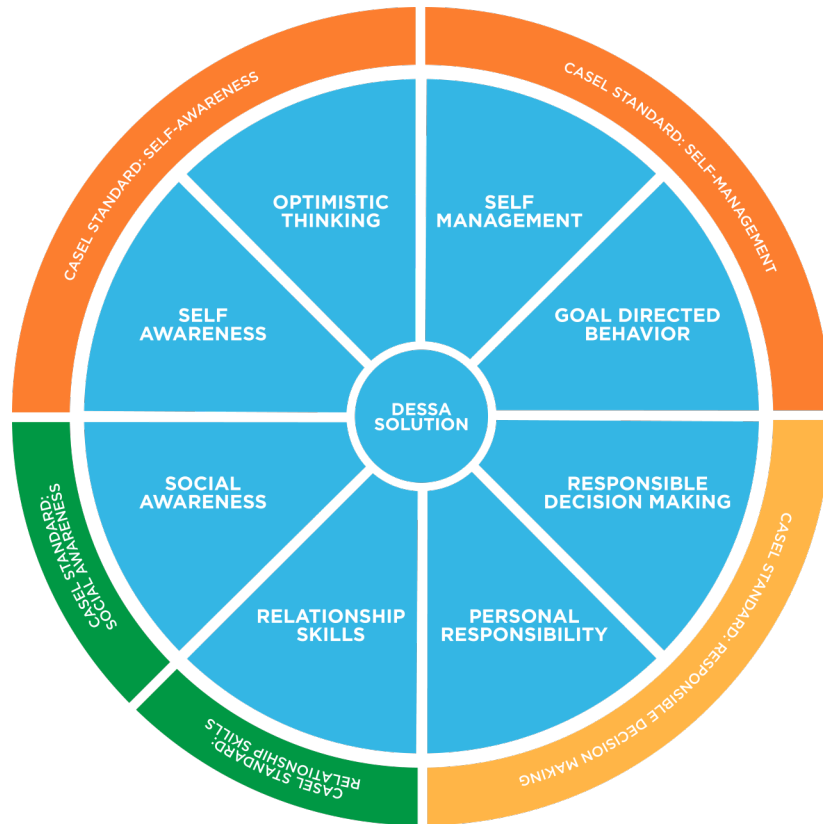 CASEL STANDARD: SELF-AWARENESS
CASEL STANDARD: SELF-MANAGEMENT
OPTIMISTIC
THINKING
SELF
MANAGEMENT
SELF
AWARENESS
GOAL DIRECTED
BEHAVIOR
DESSA
SOLUTION
SOCIAL
AWARENESS
RESPONSIBLE
DECISION MAKING
RELATIONSHIP
SKILLS
PERSONAL
RESPONSIBILITY
CASEL STANDARD:
SOCIAL AWARENESS
CASEL STANDARD:
RELATIONSHIP SKILLS
CASEL STANDARD: RESPONSIBLE DECISION MAKING